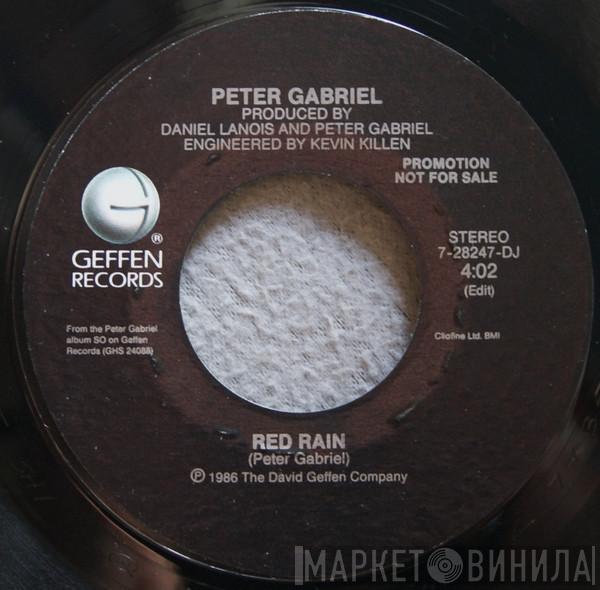 PETER GABRIEL
PRODUCED BY
DANIEL LANOIS AND PETER GABRIEL
ENGINEERED BY KEVIN KILLEN
PROMOTION
NOT FOR SALE
®
GEFFEN
RECORDS
STEREO
7-28247-DJ
4:02
(Edit)
From the Peter Gabriel
album SO on Geffen
Records (GHS 24088)
Cliofine Ltd. BMI
RED RAIN
(Peter Gabriel)
℗ 1986 The David Geffen Company
МАРКЕТ ВИНИЛА